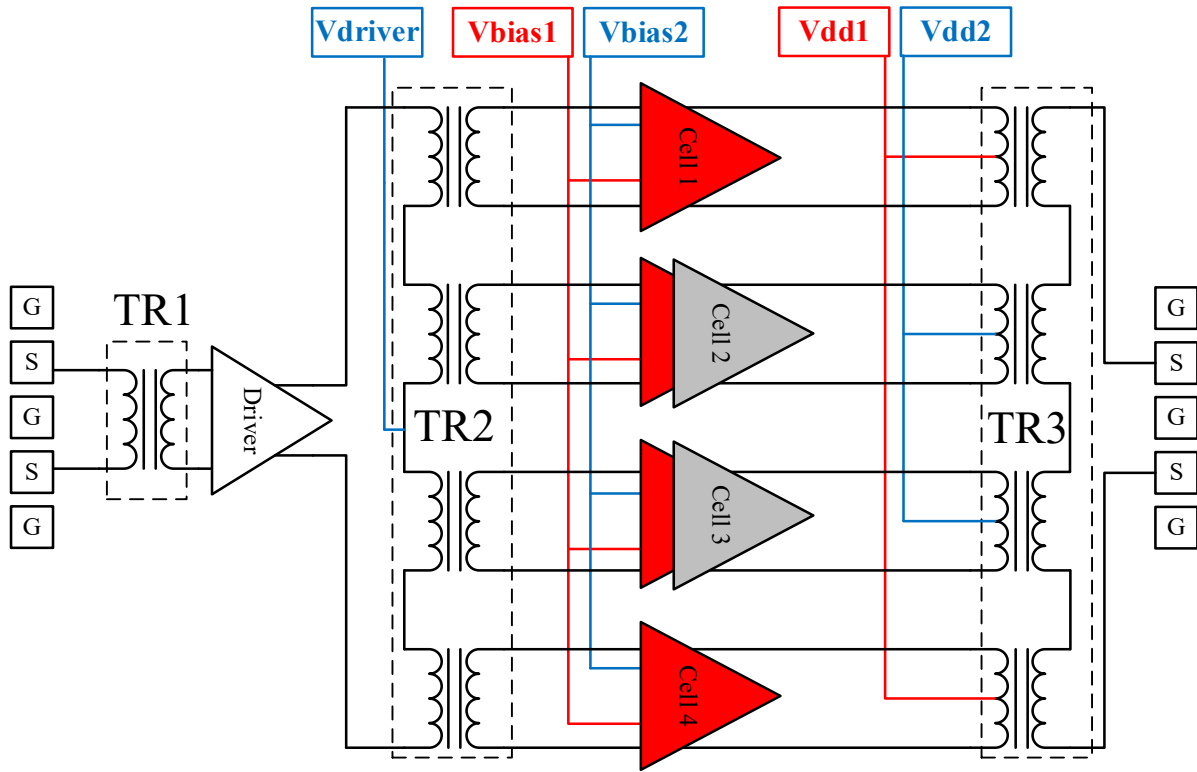 Vdriver
Vbias1
Vbias2
Vdd1
Vdd2
Cell 1
Cell 2
Cell 3
Cell 4
TR1
Driver
TR2
TR3
G
S
G
S
G
G
S
G
S
G